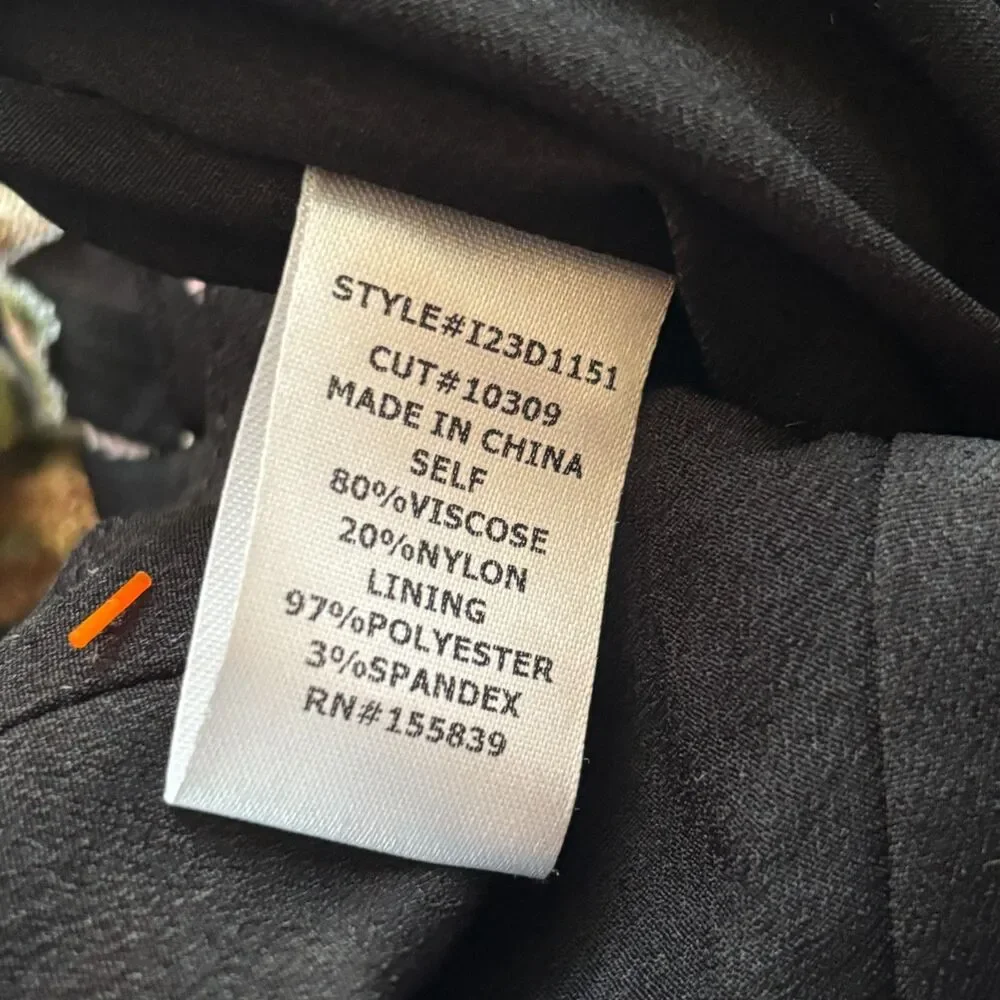 STYLE#I23D1151
CUT#10309
MADE IN CHINA
SELF
80%VISCOSE
20%NYLON
LINING
97%POLYESTER
3%SPANDEX
RN#155839